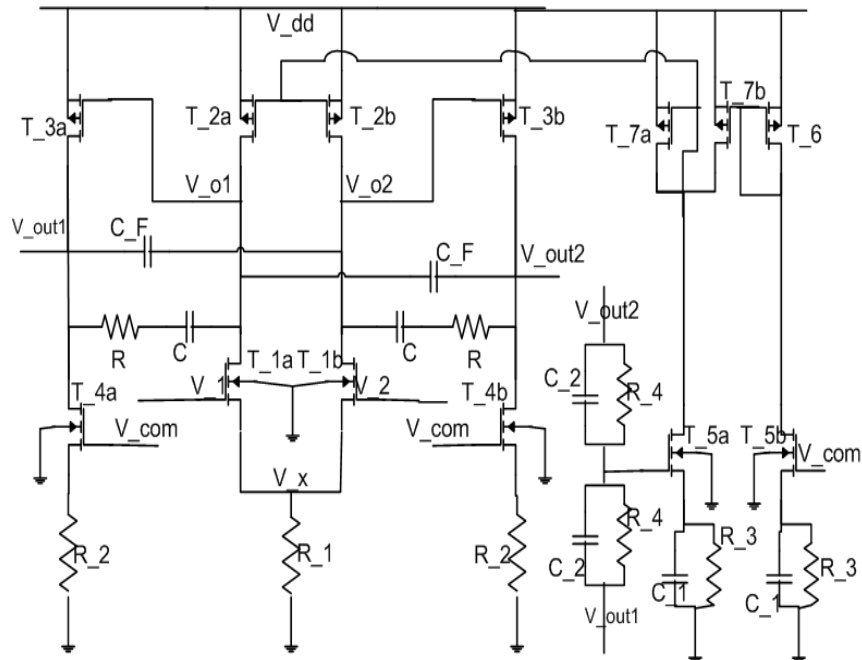 V_dd
T_7b
T_3a
T_2a
T_2b
T_3b
T_7a
T_6
V_o1
V_o2
V_out1
C_F
C_F
V_out2
V_out2
R
C
C
R
T_1a
T_1b
C_2
R_4
T_4a
V_1
V_2
T_4b
V_com
V_com
T_5a
T_5b
V_com
V_x
R_4
R_2
R_1
R_2
C_2
R_3
R_3
C_1
C_1
V_out1